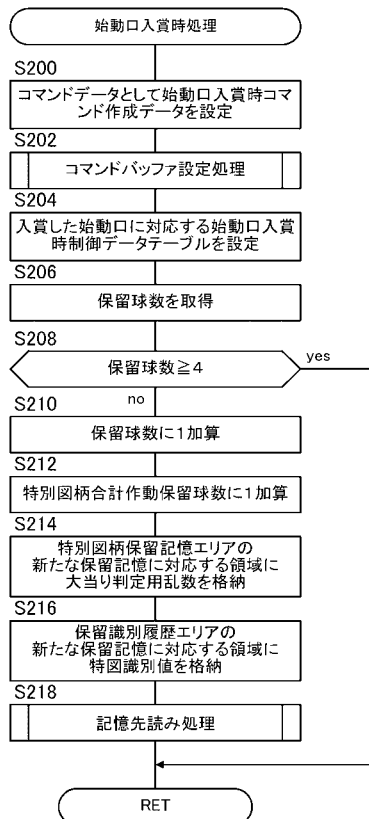 始動口入賞時処理
S200
コマンドデータとして始動口入賞時コマ
ンド作成データを設定
S202
コマンドバッファ設定処理
S204
入賞した始動口に対応する始動口入賞
時制御データテーブルを設定
S206
保留球数を取得
S208
保留球数≧4
yes
no
S210
保留球数に1加算
S212
特別図柄合計作動保留球数に1加算
S214
特別図柄保留記憶エリアの
新たな保留記憶に対応する領域に
大当り判定用乱数を格納
S216
保留識別履歴エリアの
新たな保留記憶に対応する領域に
特図識別値を格納
S218
記憶先読み処理
RET